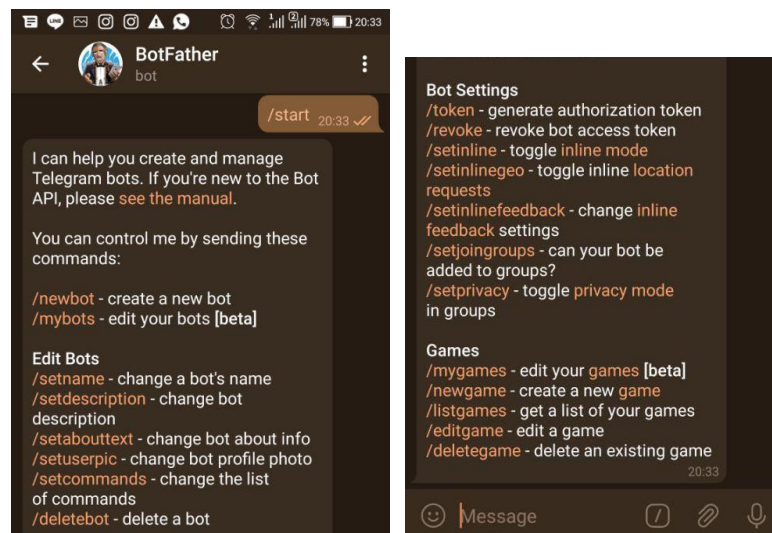 78% 20:33
BotFather
bot
/start 20:33
I can help you create and manage
Telegram bots. If you're new to the Bot
API, please see the manual.
You can control me by sending these
commands:
/newbot - create a new bot
/mybots - edit your bots [beta]
Edit Bots
/setname - change a bot's name
/setdescription - change bot
description
/setabouttext - change bot about info
/setuserpic - change bot profile photo
/setcommands - change the list
of commands
/deletebot - delete a bot
Bot Settings
/token - generate authorization token
/revoke - revoke bot access token
/setinline - toggle inline mode
/setinlinegeo - toggle inline location
requests
/setinlinefeedback - change inline
feedback settings
/setjoingroups - can your bot be
added to groups?
/setprivacy - toggle privacy mode
in groups
Games
/mygames - edit your games [beta]
/newgame - create a new game
/listgames - get a list of your games
/editgame - edit a game
/deletegame - delete an existing game
20:33
Message